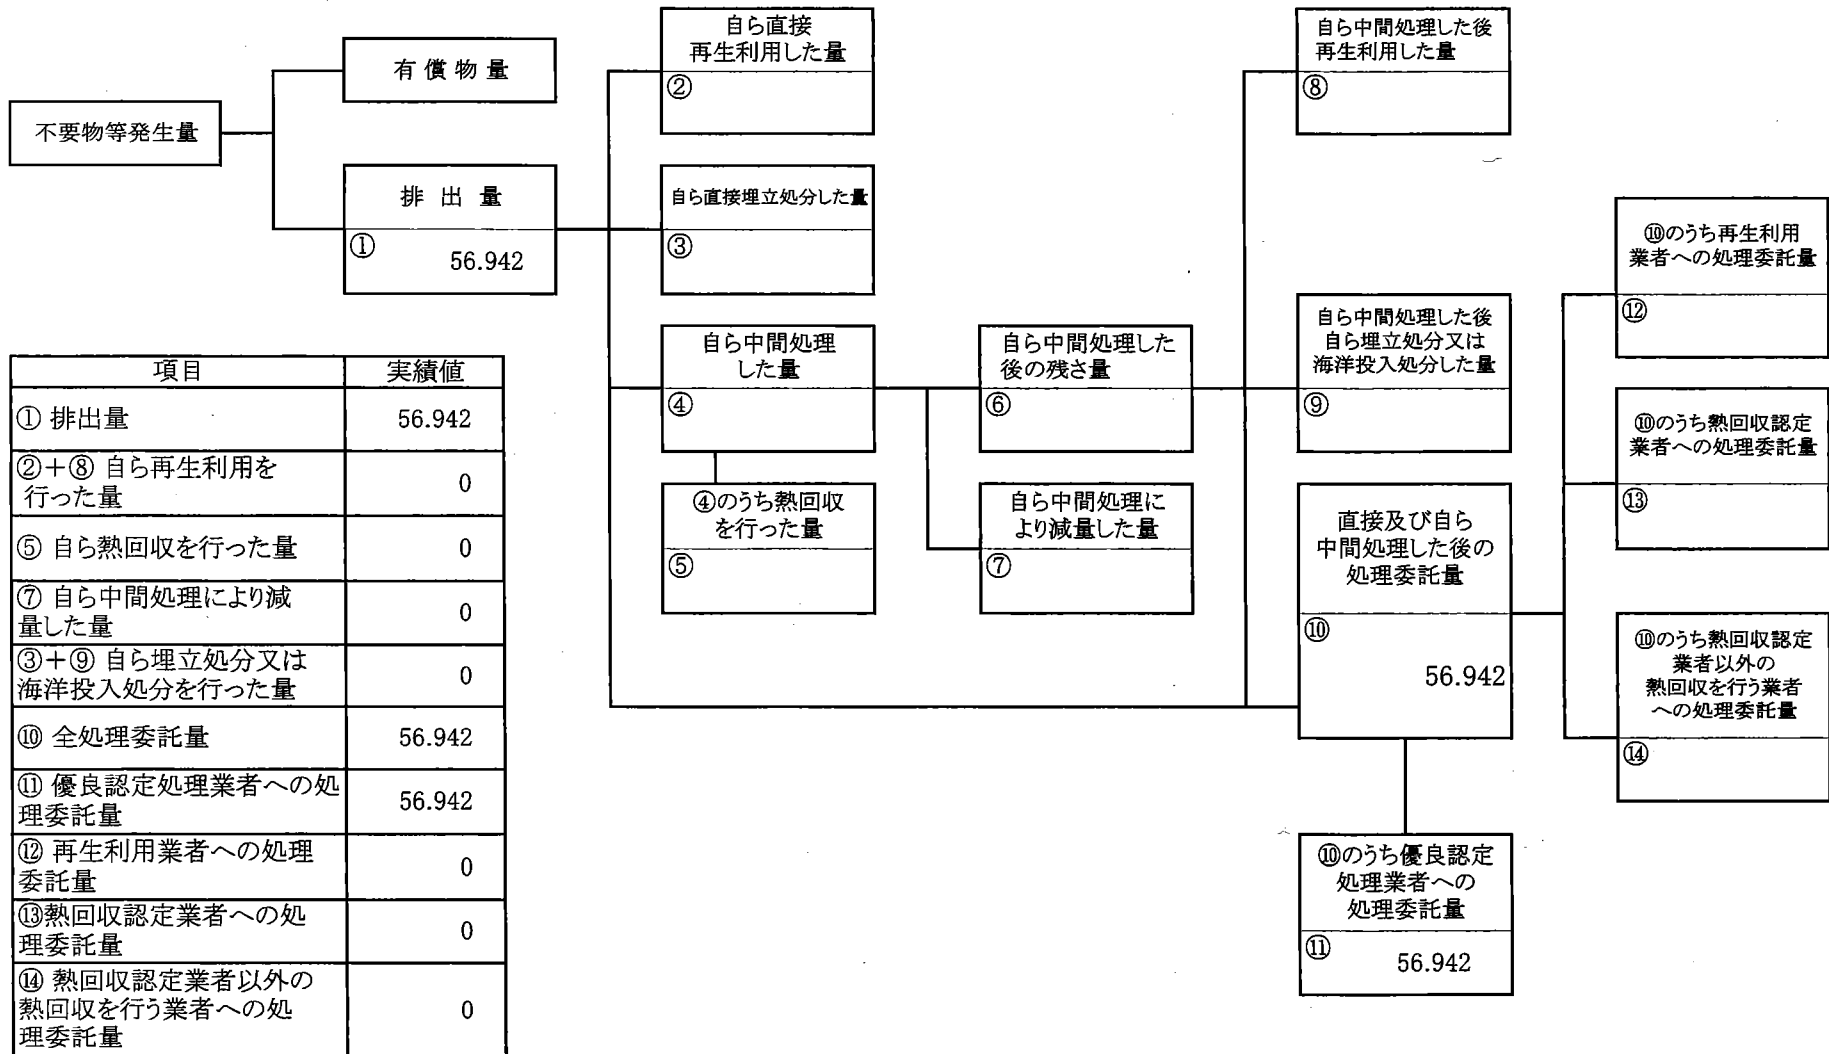 不要物等発生量
有償物量
排出量
①
56.942
自ら直接
再生利用した量
②
自ら直接埋立処分した量
③
自ら中間処理
した量
④
④のうち熱回収
を行った量
⑤
自ら中間処理した
後の残さ量
⑥
自ら中間処理に
より減量した量
⑦
自ら中間処理した後
再生利用した量
⑧
自ら中間処理した後
自ら埋立処分又は
海洋投入処分した量
⑨
直接及び自ら
中間処理した後の
処理委託量
⑩
56.942
⑩のうち優良認定
処理業者への
処理委託量
⑪
56.942
⑩のうち再生利用
業者への処理委託量
⑫
⑩のうち熱回収認定
業者への処理委託量
⑬
⑩のうち熱回収認定
業者以外の
熱回収を行う業者
への処理委託量
⑭
項目 実績値
① 排出量 56.942
②+⑧ 自ら再生利用を
行った量 0
⑤ 自ら熱回収を行った量 0
⑦ 自ら中間処理により減
量した量 0
③+⑨ 自ら埋立処分又は
海洋投入処分を行った量 0
⑩ 全処理委託量 56.942
⑪ 優良認定処理業者への処
理委託量 56.942
⑫ 再生利用業者への処理
委託量 0
⑬熱回収認定業者への処
理委託量 0
⑭ 熱回収認定業者以外の
熱回収を行う業者への処
理委託量 0